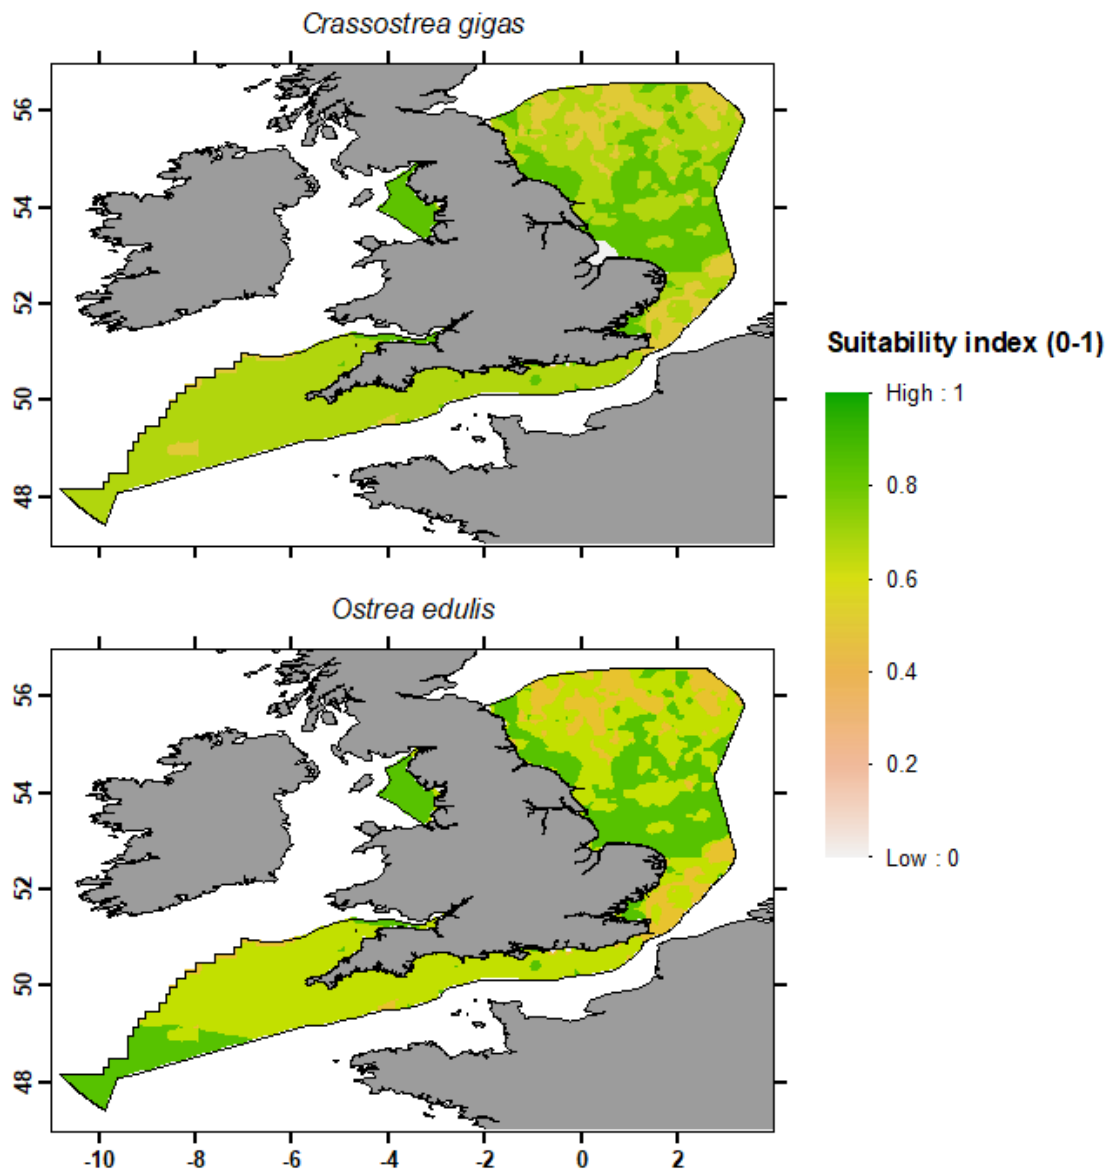 Crassostrea gigas
56
54
52
50
48
Suitability index (0-1)
High : 1
0.8
0.6
0.4
0.2
Low : 0
Ostrea edulis
56
54
52
50
48
-10 -8 -6 -4 -2 0 2